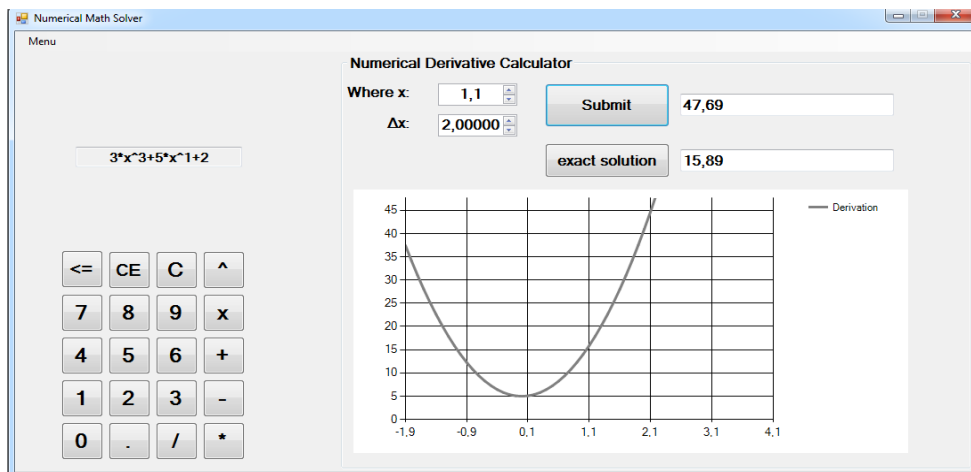 Numerical Math Solver
Menu
Numerical Derivative Calculator
Where x: 1,1 Submit 47,69
Δx: 2,00000
3*x^3+5*x^1+2
exact solution 15,89
45
40
35
30
25
20
15
10
5
0
-1,9 -0,9 0,1 1,1 2,1 3,1 4,1
Derivation
<= CE C ^
7 8 9 x
4 5 6 +
1 2 3 -
0 . / *